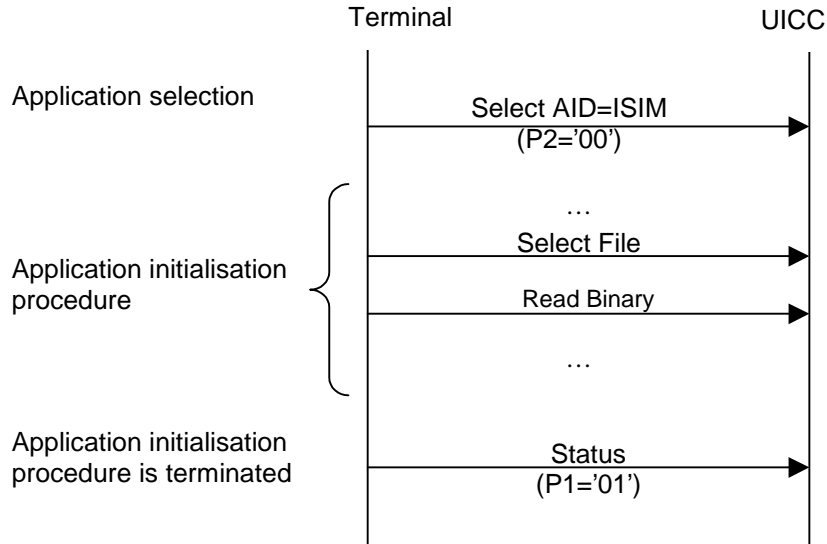 Terminal
UICC
Application selection
Select AID=ISIM
(P2='00')
…
Select File
Application initialisation
procedure
Read Binary
…
Application initialisation
procedure is terminated
Status
(P1='01')